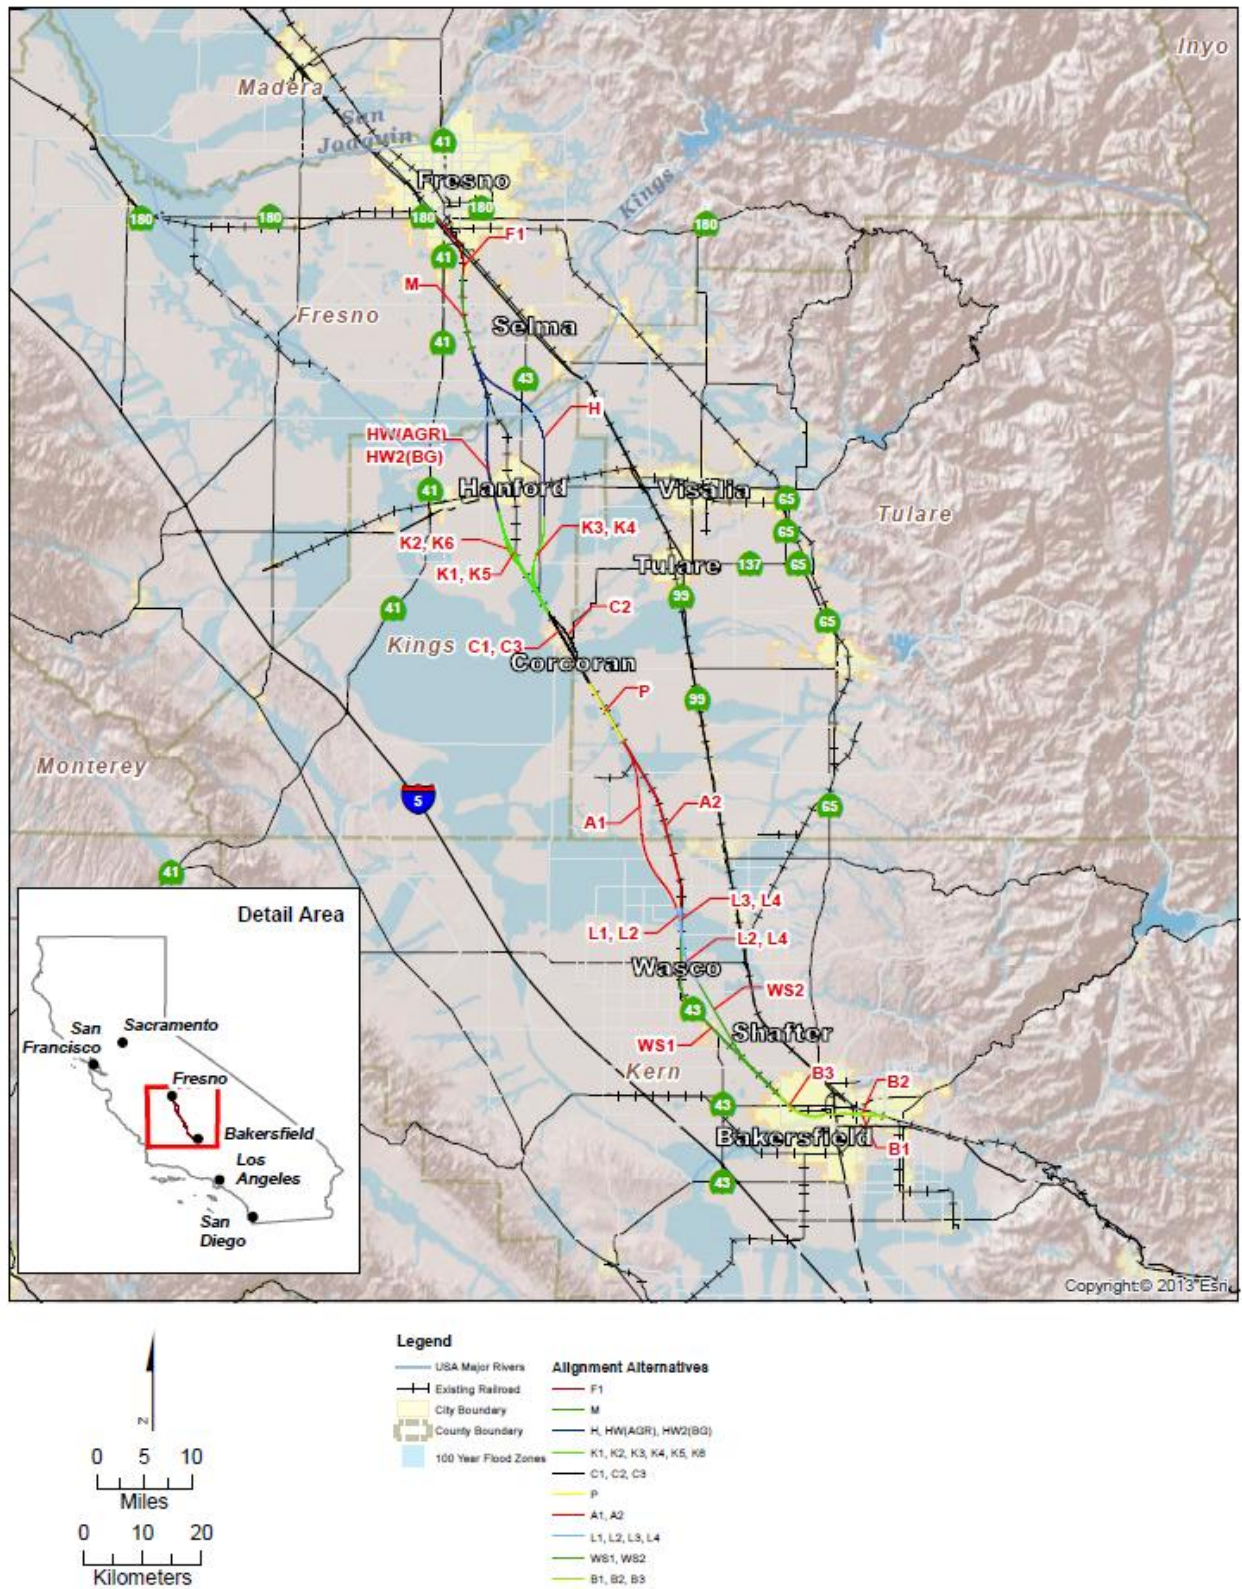 Inyo
Madera
San
Joaquin
41
Fresno
Kings
180
180
180
180
180
F1
41
M
Fresno
Selma
41
43
H
HW(AGR)
HW2(BG)
41
Hanford
Visalia
65
Tulare
K3, K4
65
K2, K6
K1, K5
Tulare
137
65
99
41
C2
65
Kings
C1, C3
Corcoran
P
99
Monterey
5
A2
65
A1
41
L3, L4
L1, L2
L2, L4
Wasco
WS2
43
Shafter
WS1
Kern
B3
B2
43
Bakersfield
B1
43
Detail Area
San
Francisco
Sacramento
Fresno
Bakersfield
Los
Angeles
San
Diego
Copyright:© 2013 Esri
N
0 5 10
Miles
0 10 20
Kilometers
Legend
USA Major Rivers
Existing Railroad
City Boundary
County Boundary
100 Year Flood Zones
Alignment Alternatives
F1
M
H, HW(AGR), HW2(BG)
K1, K2, K3, K4, K5, K6
C1, C2, C3
P
A1, A2
L1, L2, L3, L4
WS1, WS2
B1, B2, B3